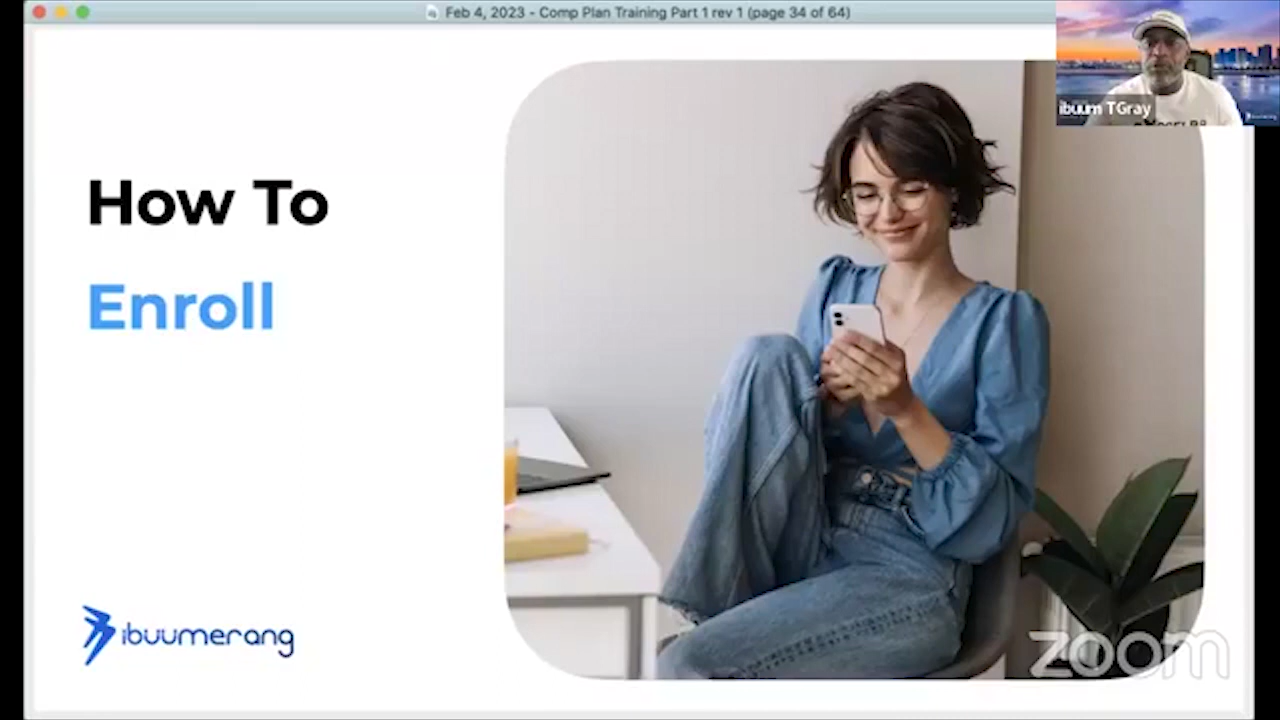 Feb 4, 2023 - Comp Plan Training Part 1 rev 1 (page 34 of 64)
ibuum TGray
How To
Enroll
ibuumerang
zoom